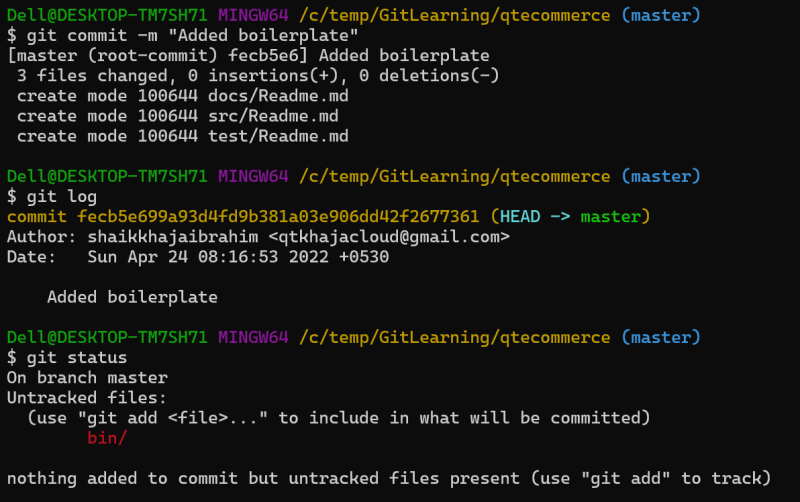 Dell@DESKTOP-TM7SH71 MINGW64 /c/temp/GitLearning/qtecommerce (master)
$ git commit -m "Added boilerplate"
[master (root-commit) fecb5e6] Added boilerplate
 3 files changed, 0 insertions(+), 0 deletions(-)
 create mode 100644 docs/Readme.md
 create mode 100644 src/Readme.md
 create mode 100644 test/Readme.md

Dell@DESKTOP-TM7SH71 MINGW64 /c/temp/GitLearning/qtecommerce (master)
$ git log
commit fecb5e699a93d4fd9b381a03e906dd42f2677361 (HEAD -> master)
Author: shaikkhajaibrahim <qtkhajacloud@gmail.com>
Date:   Sun Apr 24 08:16:53 2022 +0530

    Added boilerplate

Dell@DESKTOP-TM7SH71 MINGW64 /c/temp/GitLearning/qtecommerce (master)
$ git status
On branch master
Untracked files:
  (use "git add <file>..." to include in what will be committed)
        bin/

nothing added to commit but untracked files present (use "git add" to track)